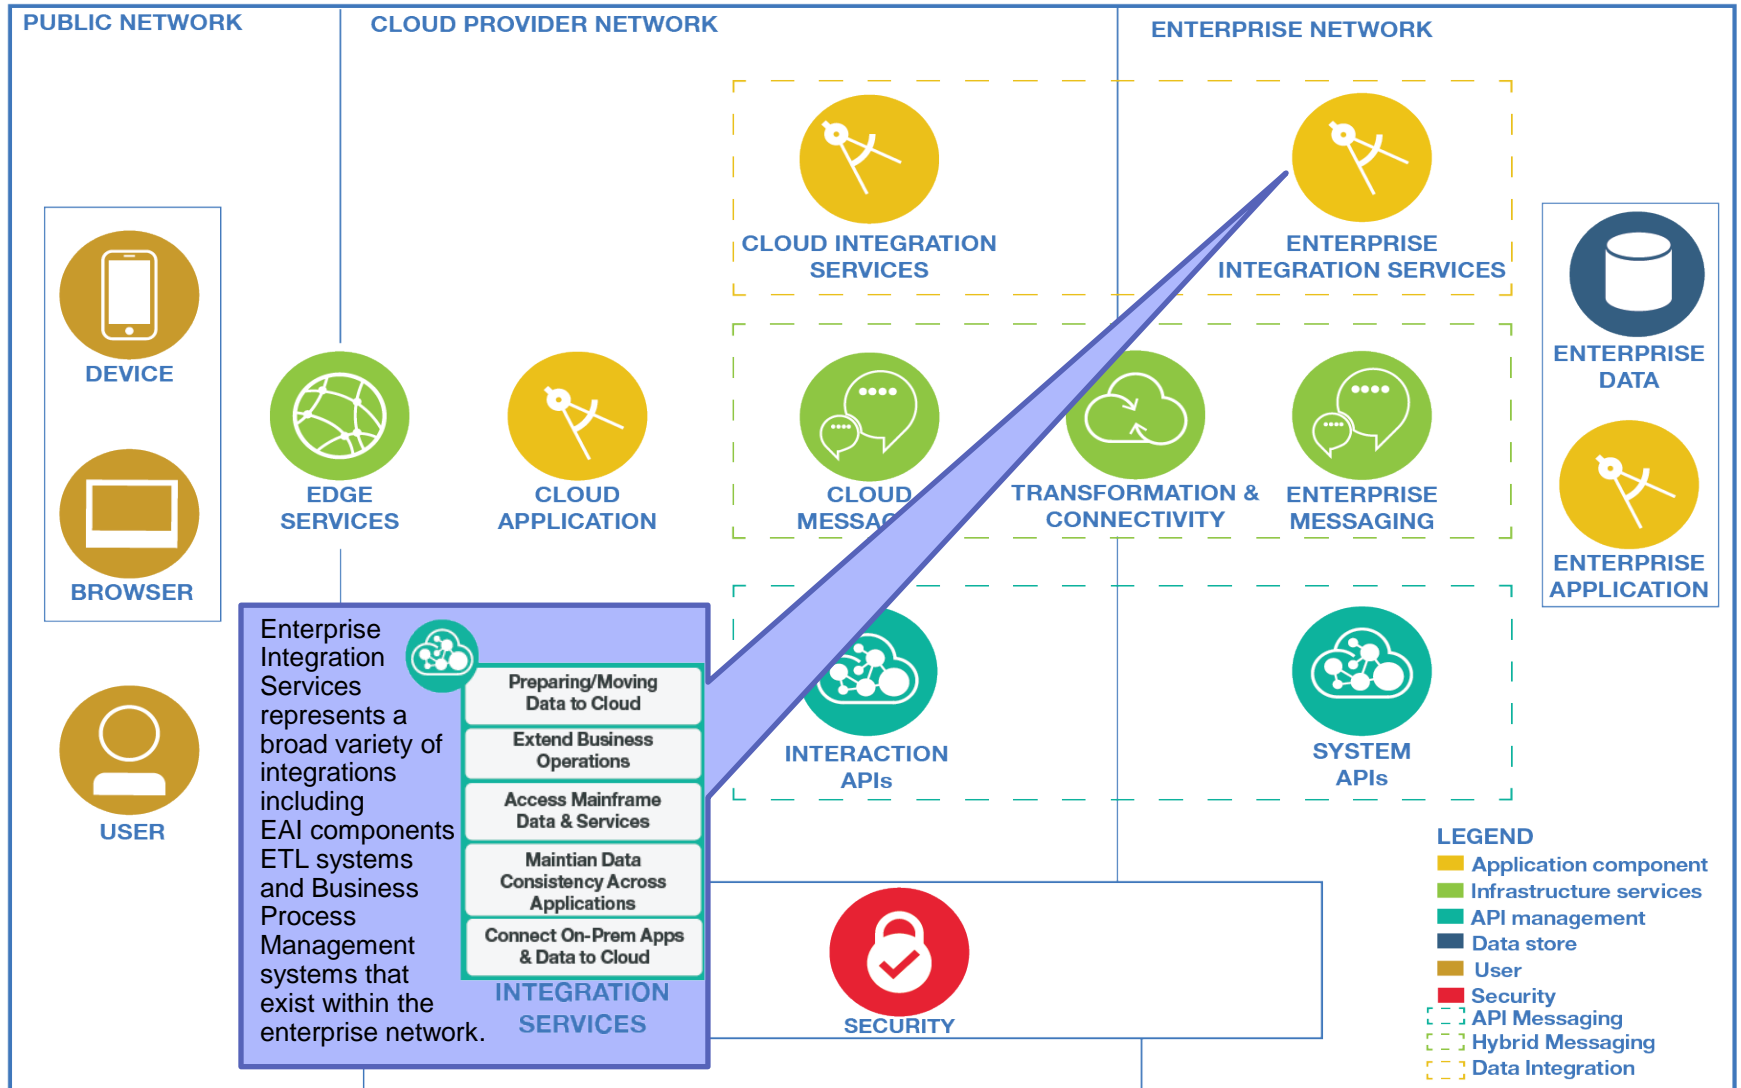 PUBLIC NETWORK
CLOUD PROVIDER NETWORK
ENTERPRISE NETWORK
CLOUD INTEGRATION
SERVICES
ENTERPRISE
INTEGRATION SERVICES
DEVICE
BROWSER
USER
EDGE
SERVICES
CLOUD
APPLICATION
CLOUD
MESSAG
TRANSFORMATION &
CONNECTIVITY
ENTERPRISE
MESSAGING
ENTERPRISE
DATA
ENTERPRISE
APPLICATION
Enterprise
Integration
Services
represents a
broad variety of
integrations
including
EAI components
ETL systems
and Business
Process
Management
systems that
exist within the
enterprise network.
Preparing/Moving
Data to Cloud
Extend Business
Operations
Access Mainframe
Data & Services
Maintian Data
Consistency Across
Applications
Connect On-Prem Apps
& Data to Cloud
INTEGRATION
SERVICES
INTERACTION
APIs
SYSTEM
APIs
SECURITY
LEGEND
Application component
Infrastructure services
API management
Data store
User
Security
API Messaging
Hybrid Messaging
Data Integration